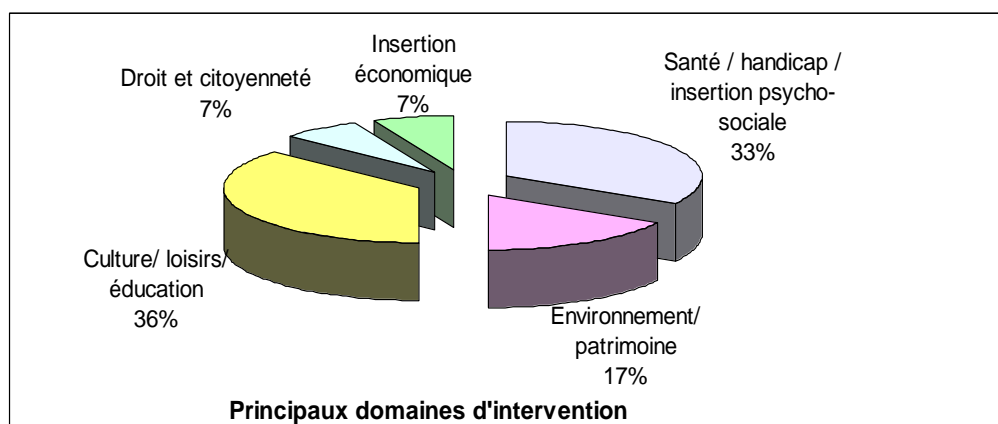 Insertion
économique
7%
Droit et citoyenneté
7%
Santé / handicap /
insertion psycho-
sociale
33%
Culture/ loisirs/
éducation
36%
Environnement/
patrimoine
17%
Principaux domaines d'intervention